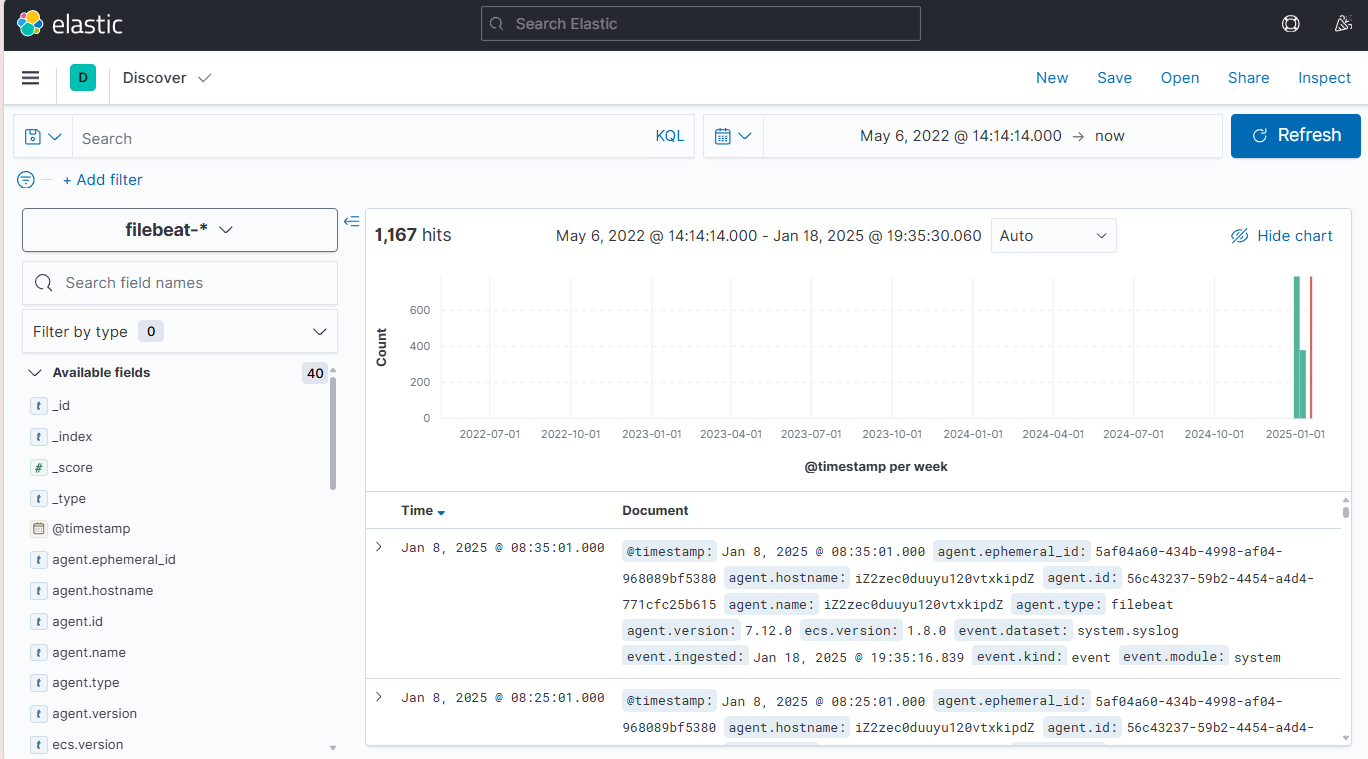 elastic
Search Elastic
D
Discover
New
Save
Open
Share
Inspect
Search
KQL
May 6, 2022 @ 14:14:14.000 → now
Refresh
+ Add filter
filebeat-*
Search field names
Filter by type 0
Available fields 40
t _id
t _index
# _score
t _type
@timestamp
t agent.ephemeral_id
t agent.hostname
t agent.id
t agent.name
t agent.type
t agent.version
t ecs.version
1,167 hits
May 6, 2022 @ 14:14:14.000 - Jan 18, 2025 @ 19:35:30.060
Auto
Hide chart
Count
600
400
200
0
2022-07-01 2022-10-01 2023-01-01 2023-04-01 2023-07-01 2023-10-01 2024-01-01 2024-04-01 2024-07-01 2024-10-01 2025-01-01
@timestamp per week
Time Document
Jan 8, 2025 @ 08:35:01.000
@timestamp: Jan 8, 2025 @ 08:35:01.000 agent.ephemeral_id: 5af04a60-434b-4998-af04-
968089bf5380 agent.hostname: iZ2zec0duuyu120vtxkipdZ agent.id: 56c43237-59b2-4454-a4d4-
771cfc25b615 agent.name: iZ2zec0duuyu120vtxkipdZ agent.type: filebeat
agent.version: 7.12.0 ecs.version: 1.8.0 event.dataset: system.syslog
event.ingested: Jan 18, 2025 @ 19:35:16.839 event.kind: event event.module: system
Jan 8, 2025 @ 08:25:01.000
@timestamp: Jan 8, 2025 @ 08:25:01.000 agent.ephemeral_id: 5af04a60-434b-4998-af04-
968089bf5380 agent.hostname: iZ2zec0duuyu120vtxkipdZ agent.id: 56c43237-59b2-4454-a4d4-